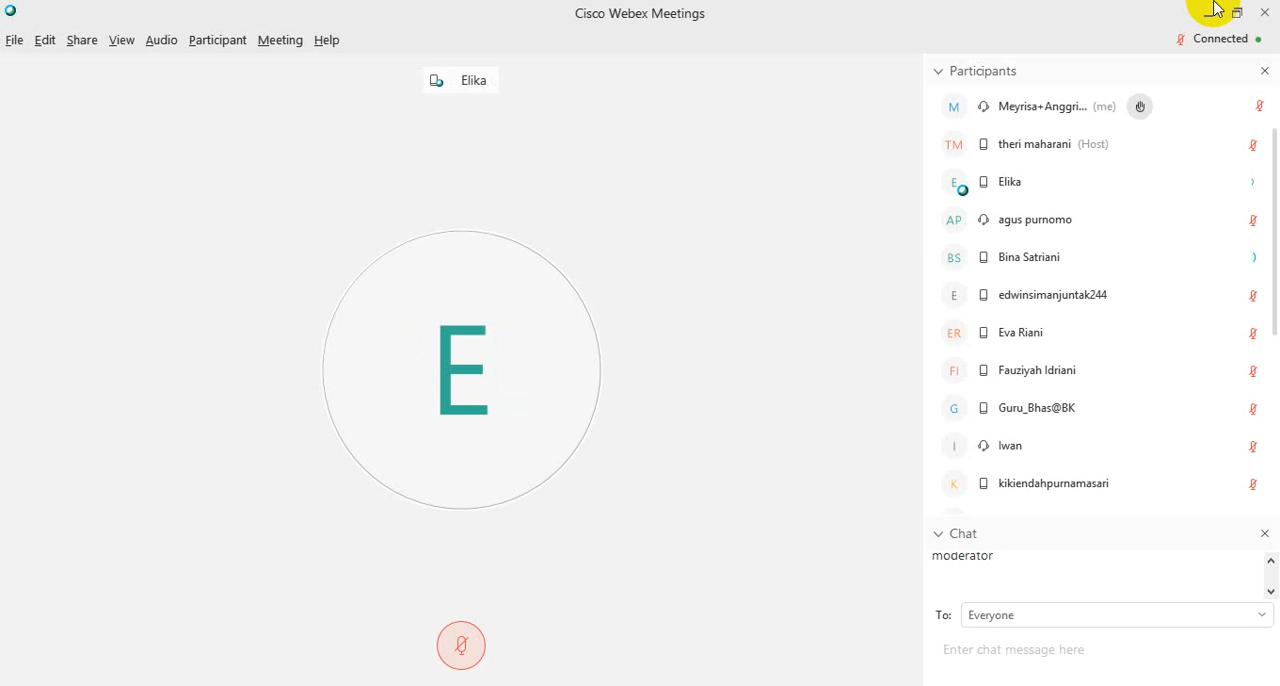 Cisco Webex Meetings
File Edit Share View Audio Participant Meeting Help
Connected
Elika
E
Participants
M Meyrisa+Anggri... (me)
TM theri maharani (Host)
E Elika
AP agus purnomo
BS Bina Satriani
E edwinsimanjuntak244
ER Eva Riani
FI Fauziyah Idriani
G Guru_Bhas@BK
I Iwan
K kikiendahpurnamasari
Chat
moderator
To: Everyone
Enter chat message here